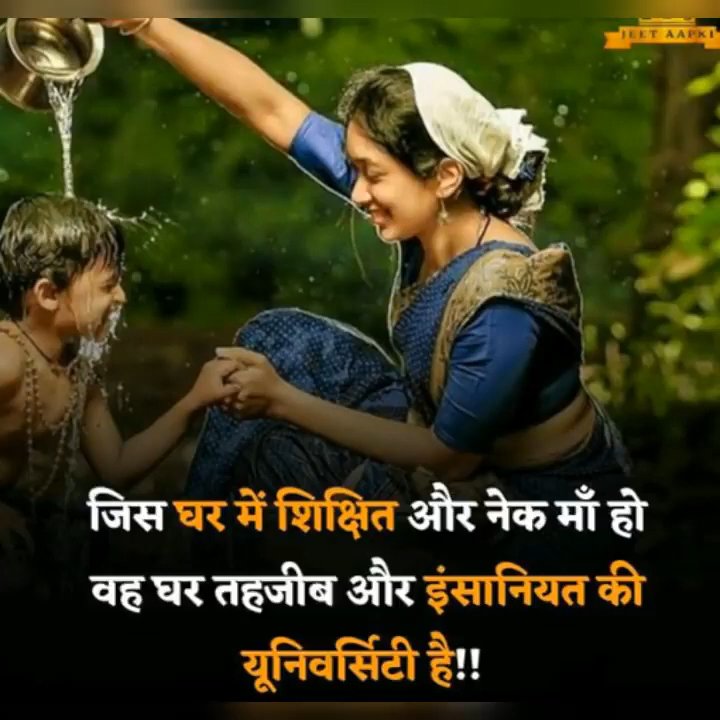 JEET AAPKI
जिस घर में शिक्षित और नेक माँ हो
वह घर तहजीब और इंसानियत की
यूनिवर्सिटी है!!